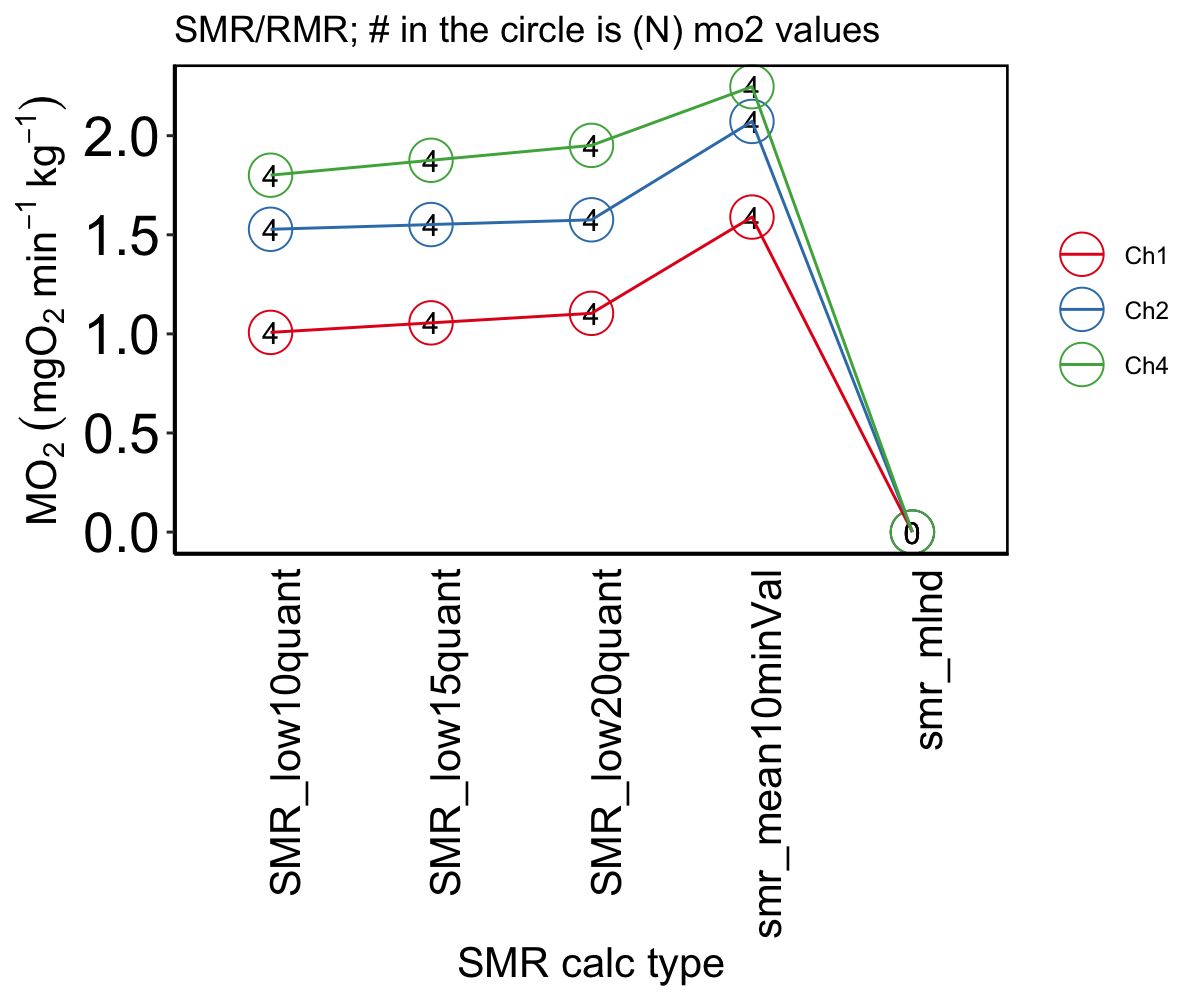 SMR/RMR; # in the circle is (N) mo2 values
MO₂ (mgO₂ min⁻¹ kg⁻¹)
2.0
1.5
1.0
0.5
0.0
4 4 4 4
4 4 4 4
4 4 4 4
0
Ch1
Ch2
Ch4
SMR_low10quant
SMR_low15quant
SMR_low20quant
smr_mean10minVal
smr_mlnd
SMR calc type